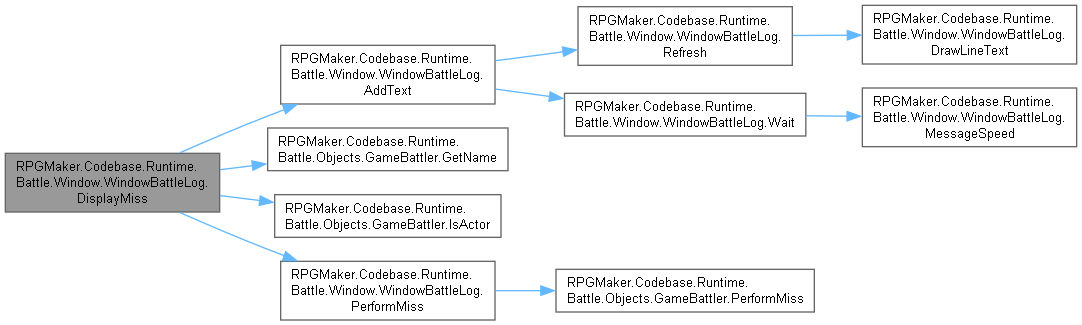 RPGMaker.Codebase.Runtime.
Battle.Window.WindowBattleLog.
DisplayMiss
RPGMaker.Codebase.Runtime.
Battle.Window.WindowBattleLog.
AddText
RPGMaker.Codebase.Runtime.
Battle.Window.WindowBattleLog.
Refresh
RPGMaker.Codebase.Runtime.
Battle.Window.WindowBattleLog.
DrawLineText
RPGMaker.Codebase.Runtime.
Battle.Window.WindowBattleLog.Wait
RPGMaker.Codebase.Runtime.
Battle.Window.WindowBattleLog.
MessageSpeed
RPGMaker.Codebase.Runtime.
Battle.Objects.GameBattler.GetName
RPGMaker.Codebase.Runtime.
Battle.Objects.GameBattler.IsActor
RPGMaker.Codebase.Runtime.
Battle.Window.WindowBattleLog.
PerformMiss
RPGMaker.Codebase.Runtime.
Battle.Objects.GameBattler.PerformMiss